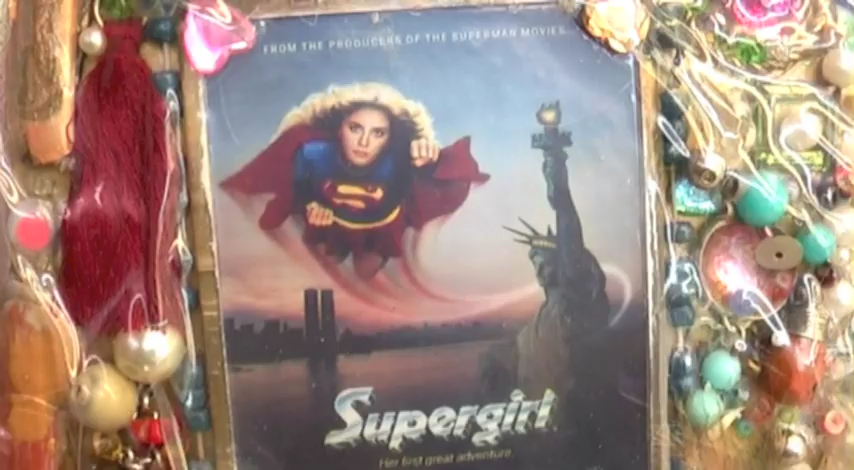 FROM THE PRODUCERS OF THE SUPERMAN MOVIES...
S
Supergirl
Her first great adventure.